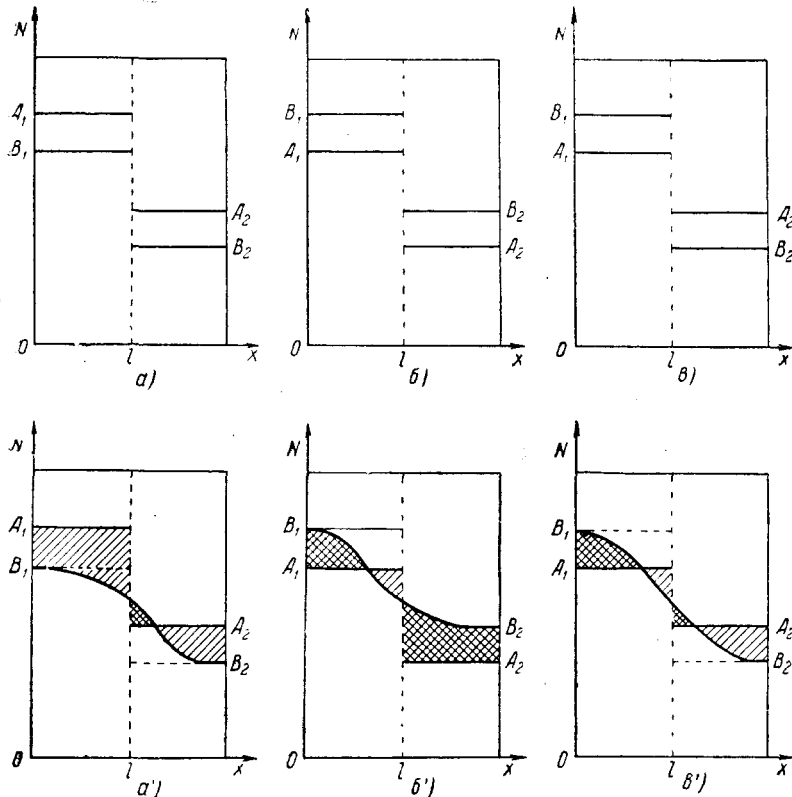 N
A₁
B₁
A₂
B₂
0
l
x
а)
N
B₁
A₁
B₂
A₂
0
l
x
б)
N
B₁
A₁
A₂
B₂
0
l
x
в)
N
A₁
B₁
A₂
B₂
0
l
x
а')
N
B₁
A₁
B₂
A₂
0
l
x
б')
N
B₁
A₁
A₂
B₂
0
l
x
в')